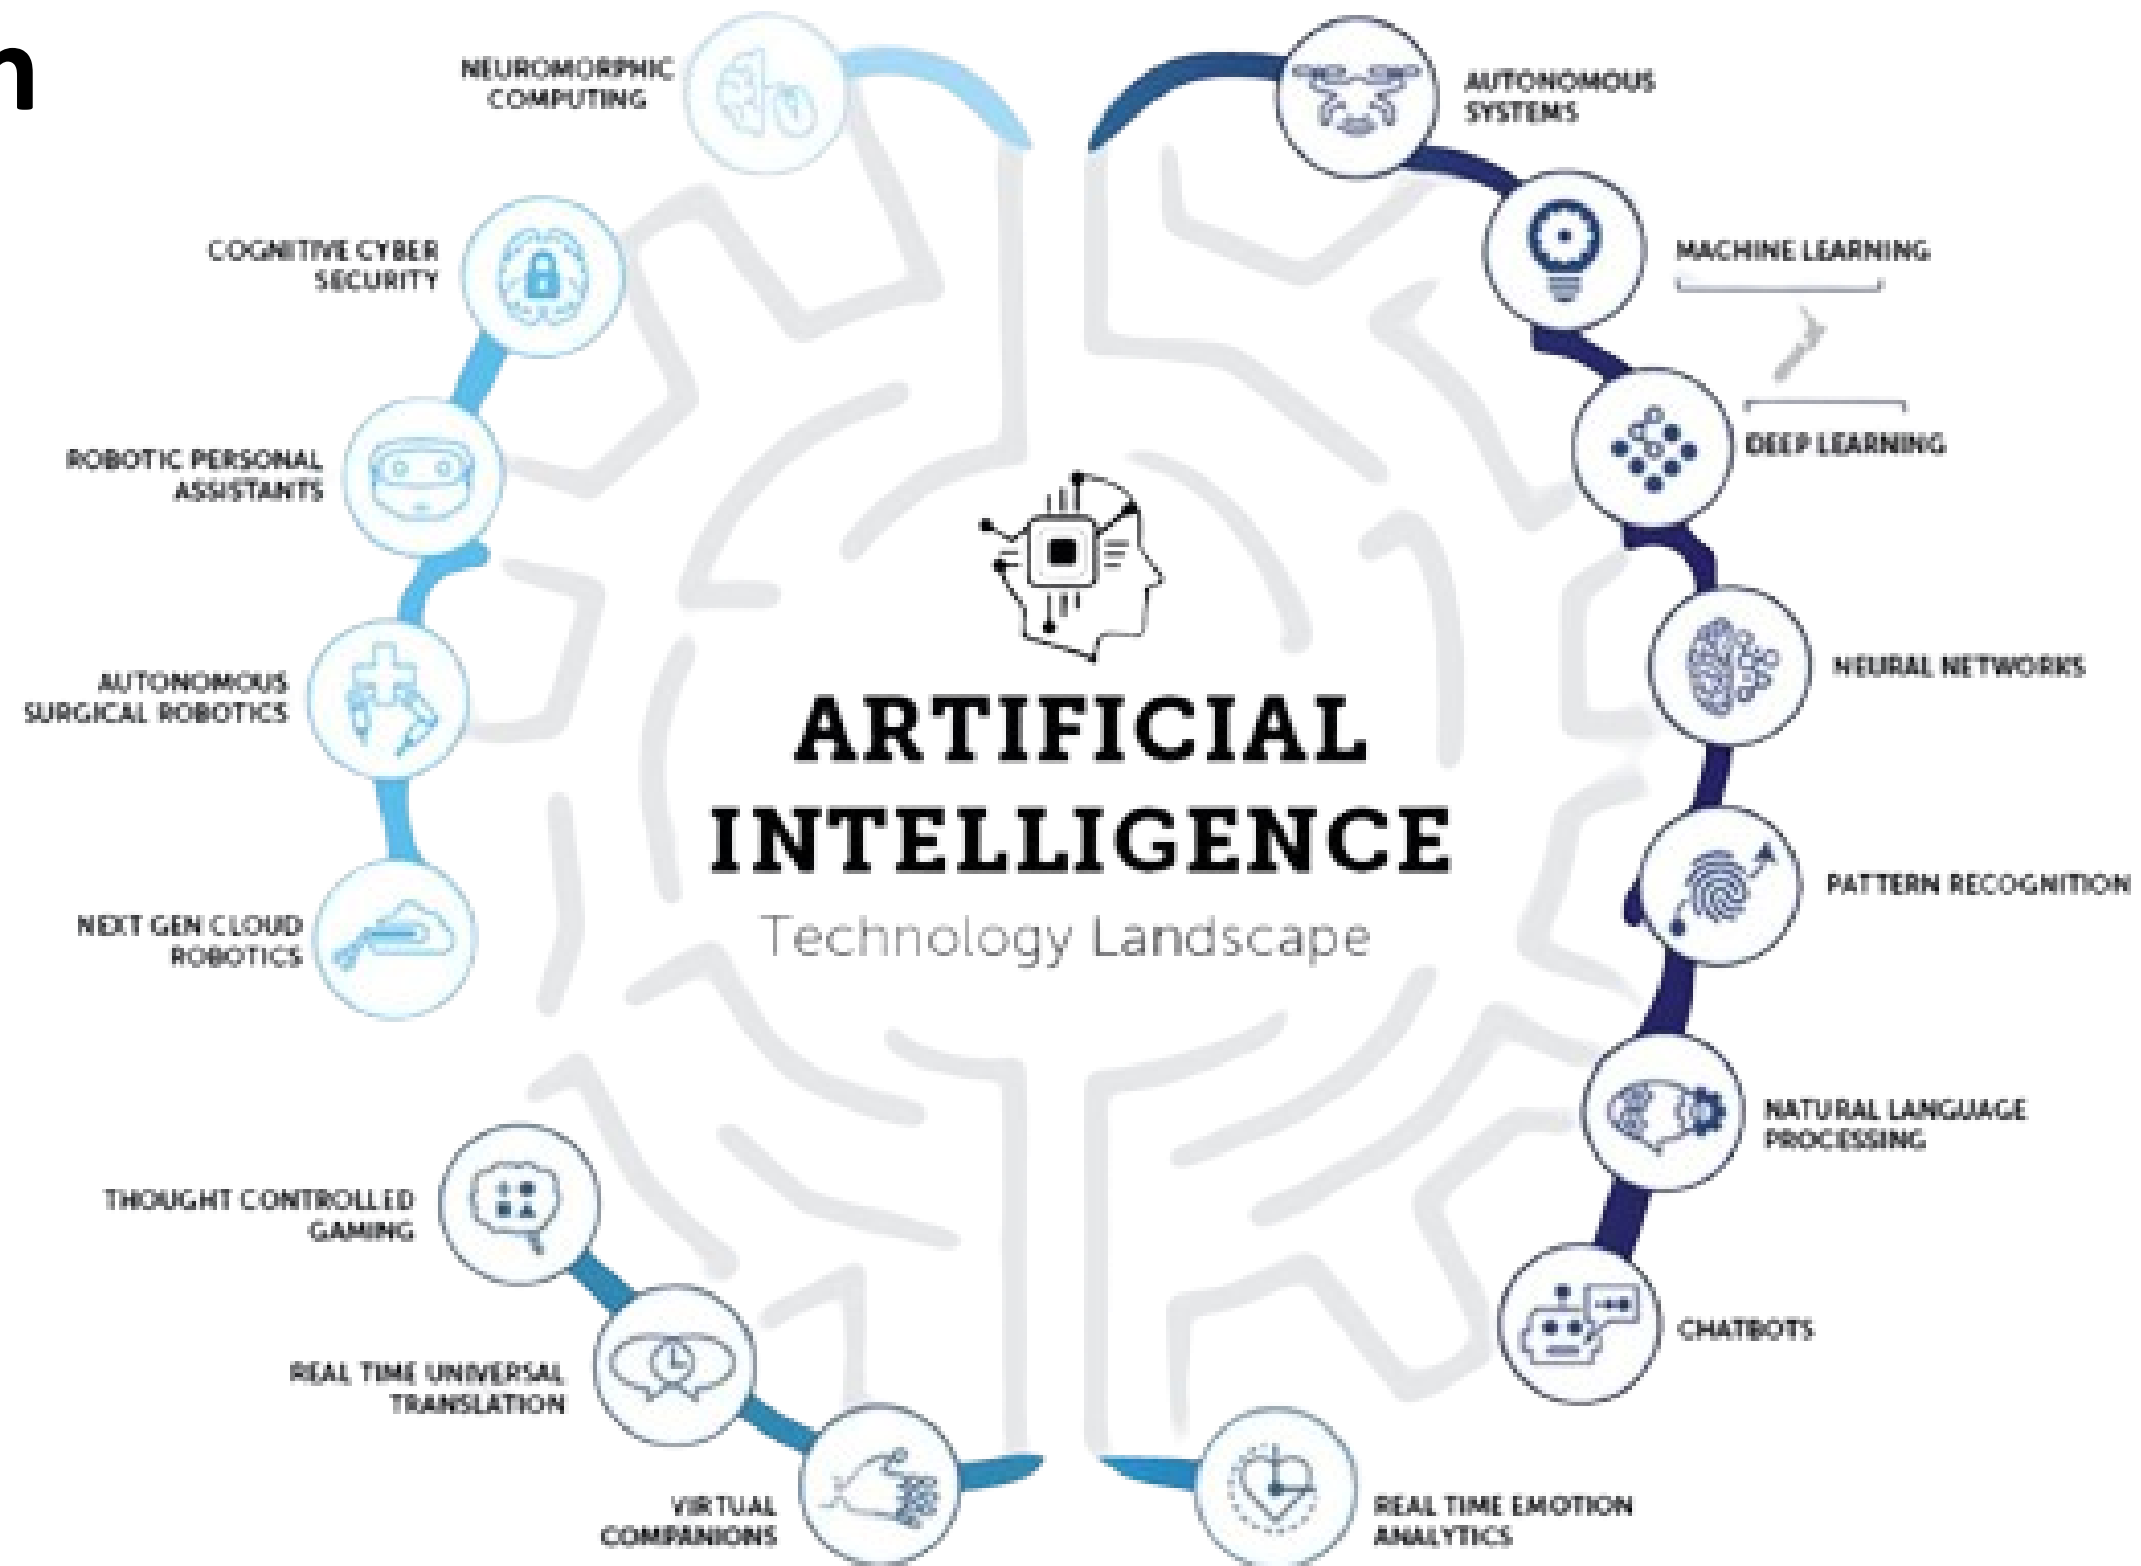 n
NEUROMORPHIC
COMPUTING
AUTONOMOUS
SYSTEMS
COGNITIVE CYBER
SECURITY
MACHINE LEARNING
ROBOTIC PERSONAL
ASSISTANTS
DEEP LEARNING
AUTONOMOUS
SURGICAL ROBOTICS
NEURAL NETWORKS
ARTIFICIAL
INTELLIGENCE
Technology Landscape
PATTERN RECOGNITION
NEXT GEN CLOUD
ROBOTICS
NATURAL LANGUAGE
PROCESSING
THOUGHT CONTROLLED
GAMING
CHATBOTS
REAL TIME UNIVERSAL
TRANSLATION
VIRTUAL
COMPANIONS
REAL TIME EMOTION
ANALYTICS